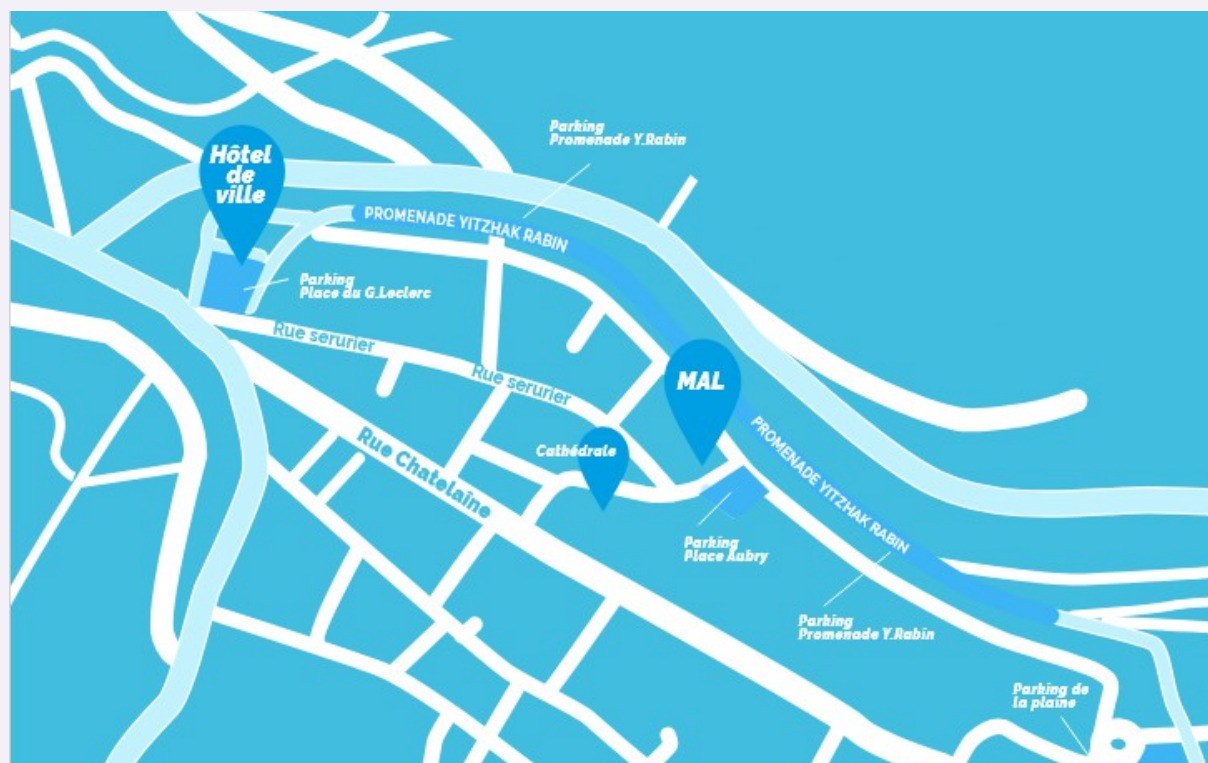 Parking
Promenade Y.Rabin
Hôtel
de
ville
PROMENADE YITZHAK RABIN
Parking
Place du G.Leclerc
Rue serurier
Rue serurier
MAL
Cathédrale
Rue Chatelaîne
PROMENADE YITZHAK RABIN
Parking
Place Aubry
Parking
Promenade Y.Rabin
Parking de
la plaine